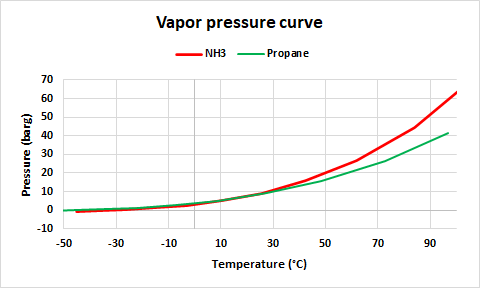 Vapor pressure curve
NH3 Propane
70
60
50
40
30
20
10
0
-10
Pressure (barg)
-50 -30 -10 10 30 50 70 90
Temperature (°C)